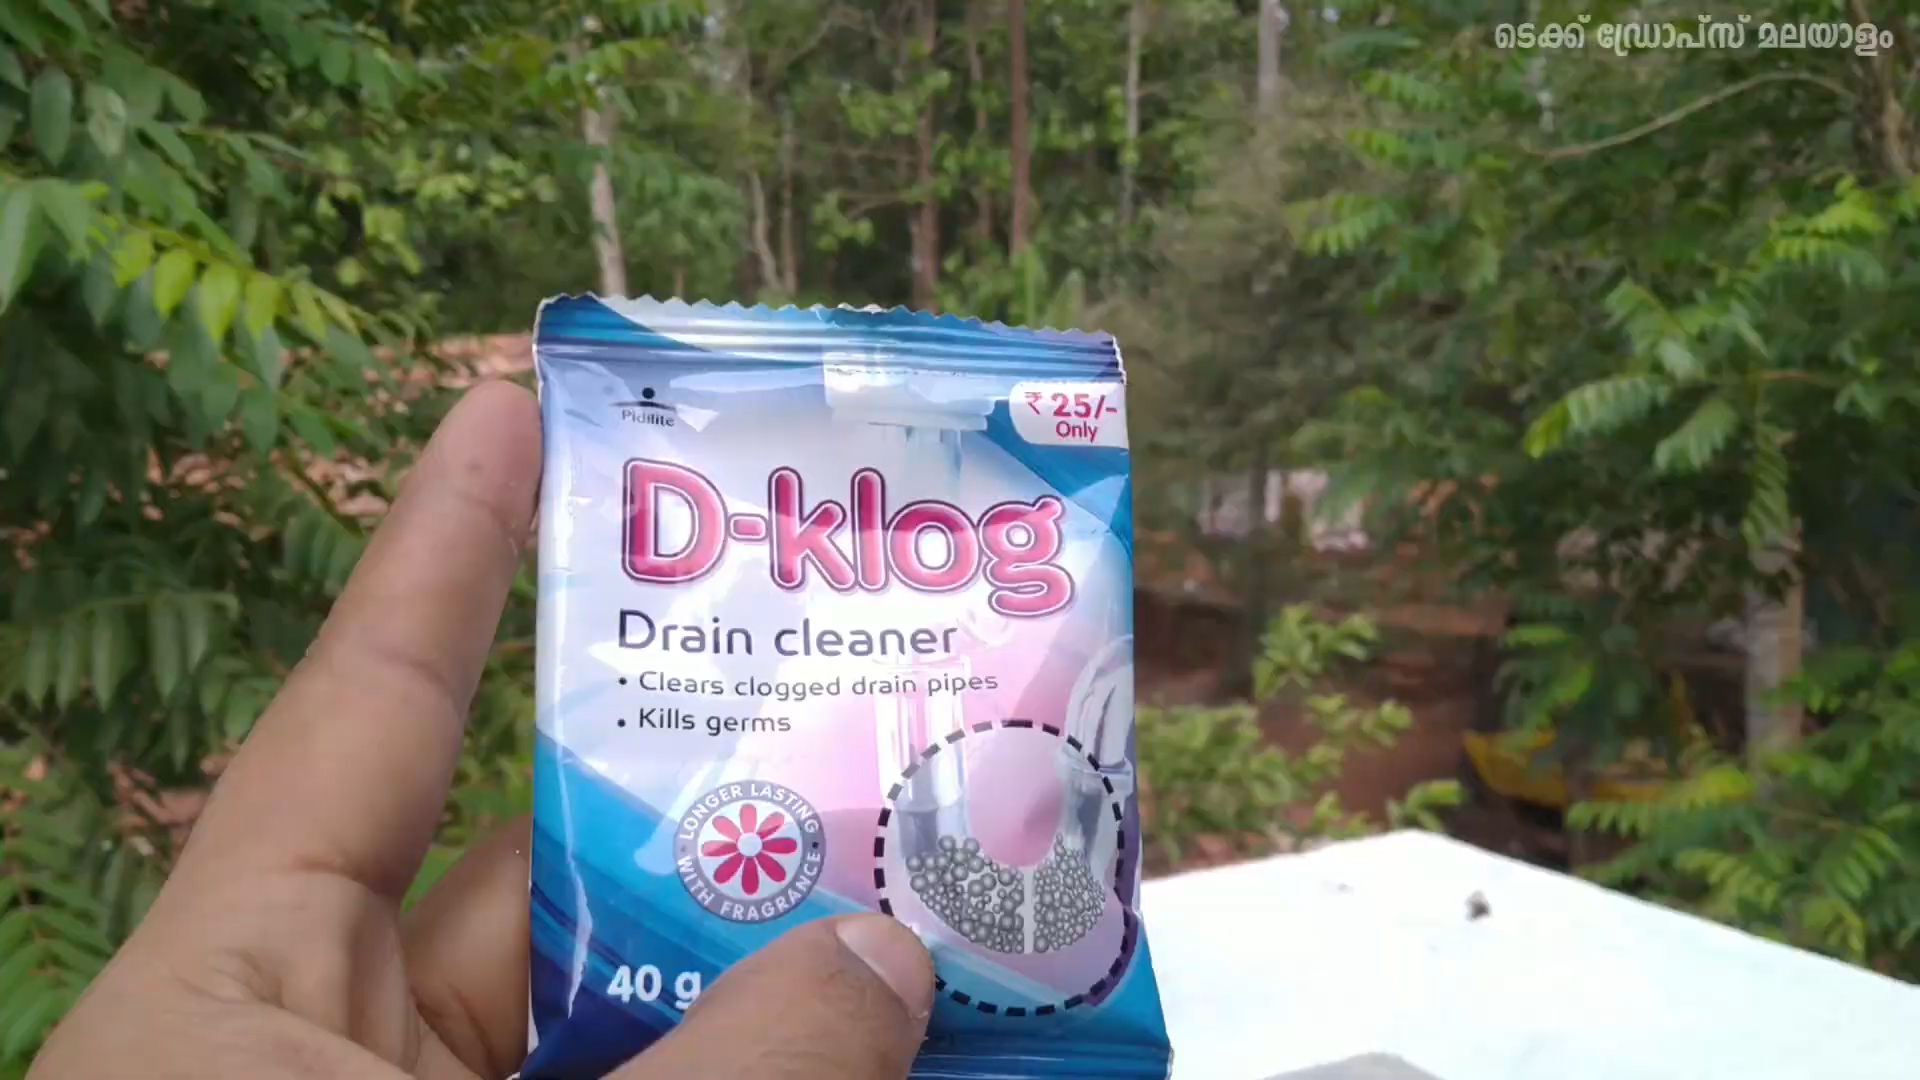 ടെക്ക് ഡ്രോപ്സ് മലയാളം
Pidilite
₹ 25/-
Only
D-klog
Drain cleaner
• Clears clogged drain pipes
• Kills germs
LONGER LASTING
• WITH FRAGRANCE •
40 g